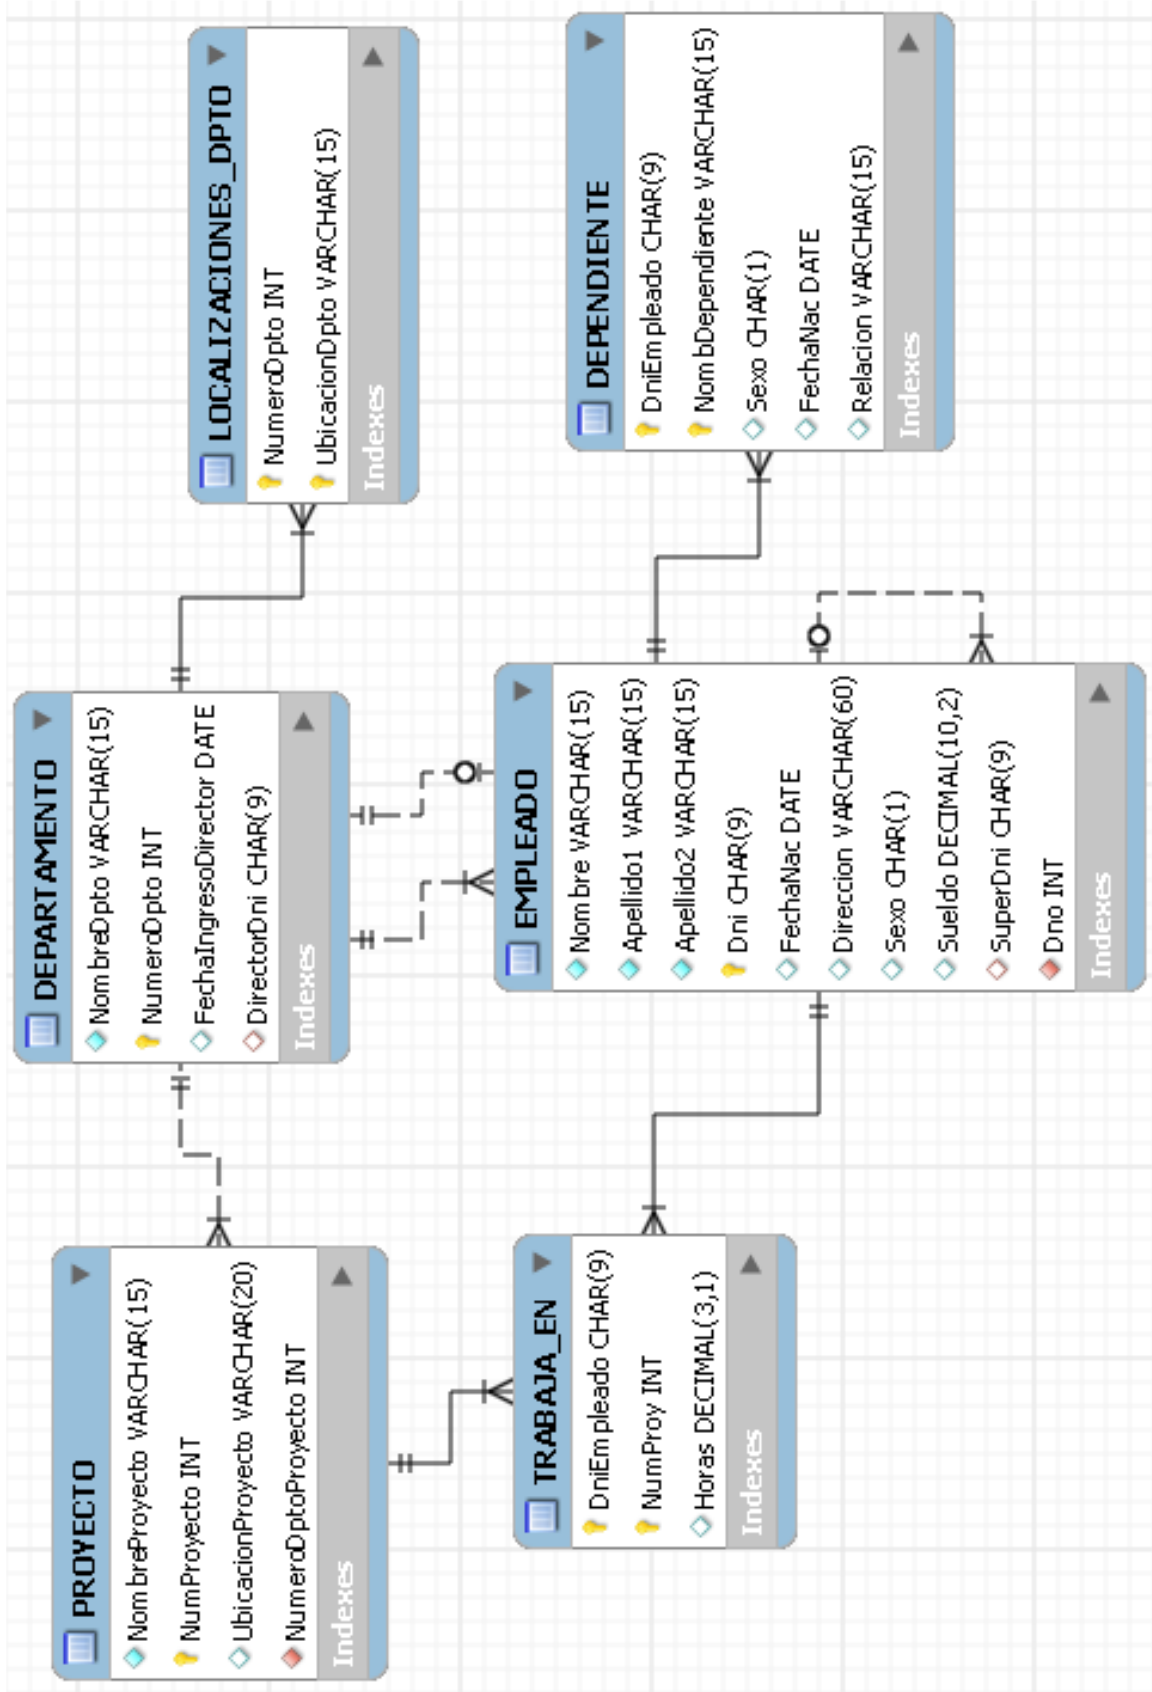 PROYECTO
NombreProyecto VARCHAR(15)
NumProyecto INT
UbicacionProyecto VARCHAR(20)
NumeroDptoProyecto INT
Indexes
DEPARTAMENTO
NombreDpto VARCHAR(15)
NumeroDpto INT
FechaIngresoDirector DATE
DirectorDni CHAR(9)
Indexes
LOCALIZACIONES_DPTO
NumeroDpto INT
UbicacionDpto VARCHAR(15)
Indexes
TRABAJA_EN
DniEmpleado CHAR(9)
NumProy INT
Horas DECIMAL(3,1)
Indexes
EMPLEADO
Nombre VARCHAR(15)
Apellido1 VARCHAR(15)
Apellido2 VARCHAR(15)
Dni CHAR(9)
FechaNac DATE
Direccion VARCHAR(60)
Sexo CHAR(1)
Sueldo DECIMAL(10,2)
SuperDni CHAR(9)
Dno INT
Indexes
DEPENDIENTE
DniEmpleado CHAR(9)
NombDependiente VARCHAR(15)
Sexo CHAR(1)
FechaNac DATE
Relacion VARCHAR(15)
Indexes